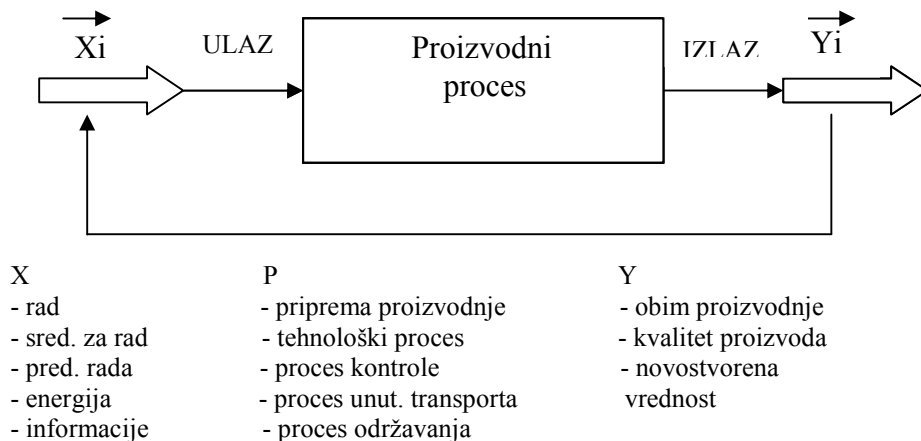 Xi
ULAZ
Proizvodni
proces
IZLAZ
Yi
X
- rad
- sred. za rad
- pred. rada
- energija
- informacije
P
- priprema proizvodnje
- tehnološki proces
- proces kontrole
- proces unut. transporta
- proces održavanja
Y
- obim proizvodnje
- kvalitet proizvoda
- novostvorena
vrednost